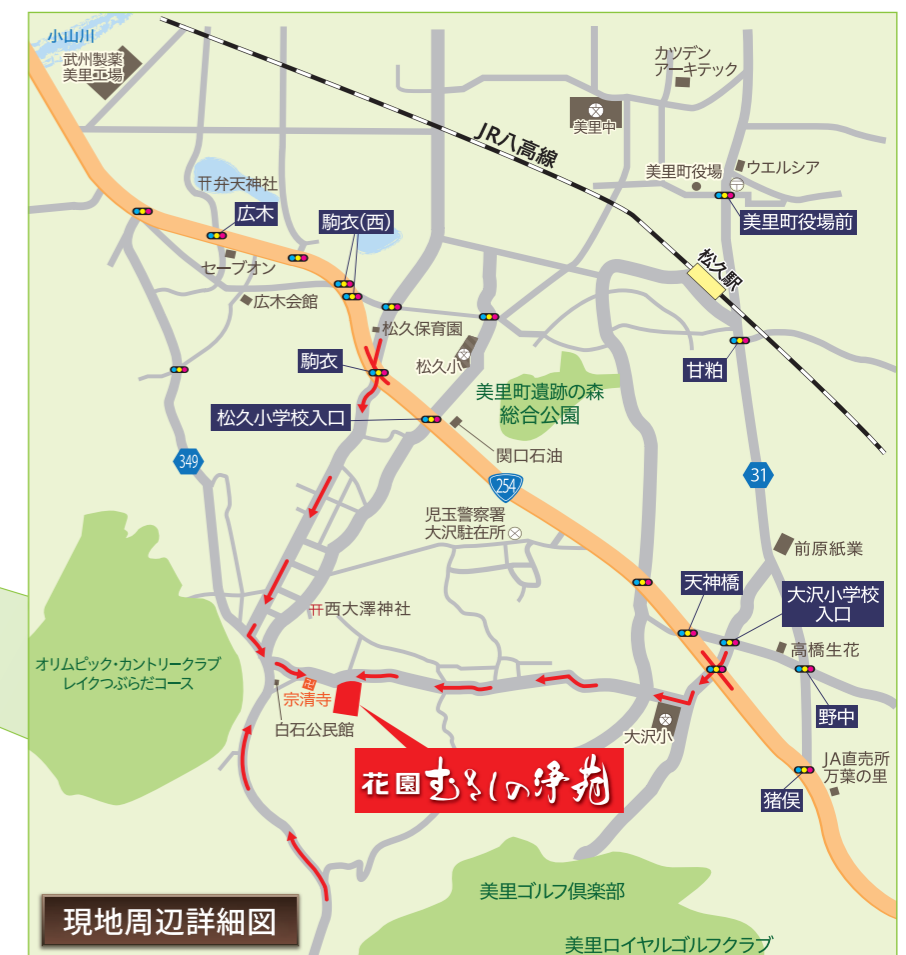 小山川
武州製薬
美里工場
カツデン
アーキテック
美里中
JR八高線
美里町役場
ウエルシア
弁天神社
広木
駒衣(西)
美里町役場前
セーブオン
松久駅
広木会館
松久保育園
駒衣
松久小
甘粕
美里町遺跡の森
総合公園
松久小学校入口
関口石油
349
254
31
児玉警察署
大沢駐在所
前原紙業
天神橋
大沢小学校
入口
西大澤神社
高橋生花
オリムピック・カントリークラブ
レイクつぶらだコース
宗清寺
白石公民館
大沢小
野中
花園むさしの浄苑
JA直売所
万葉の里
猪俣
美里ゴルフ倶楽部
現地周辺詳細図
美里ロイヤルゴルフクラブ